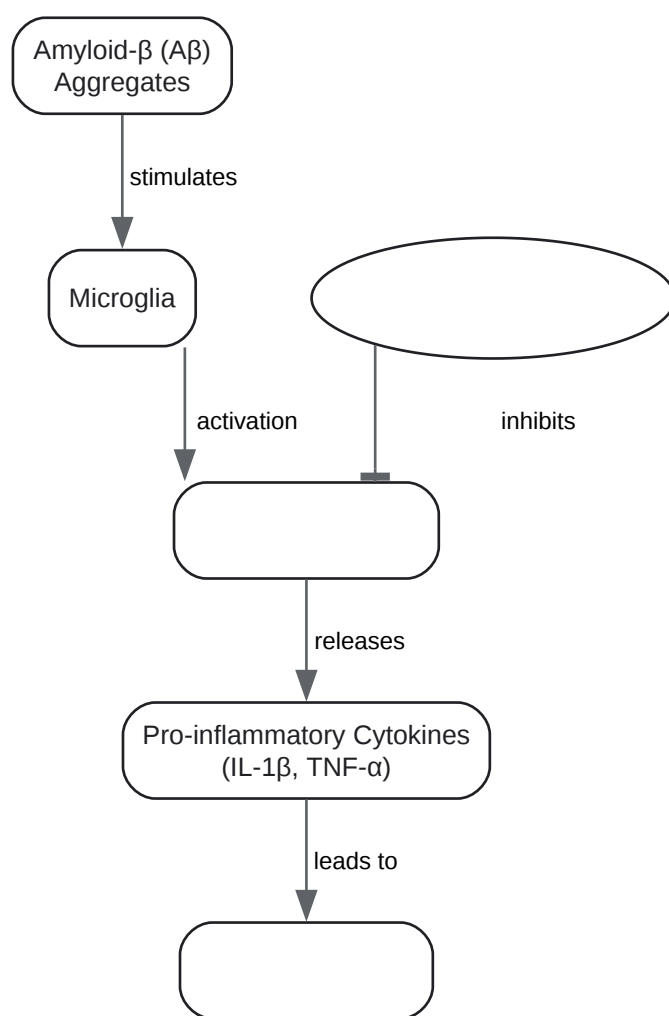 Amyloid-β (Aβ)
Aggregates
stimulates
Microglia
activation
inhibits
releases
Pro-inflammatory Cytokines
(IL-1β, TNF-α)
leads to